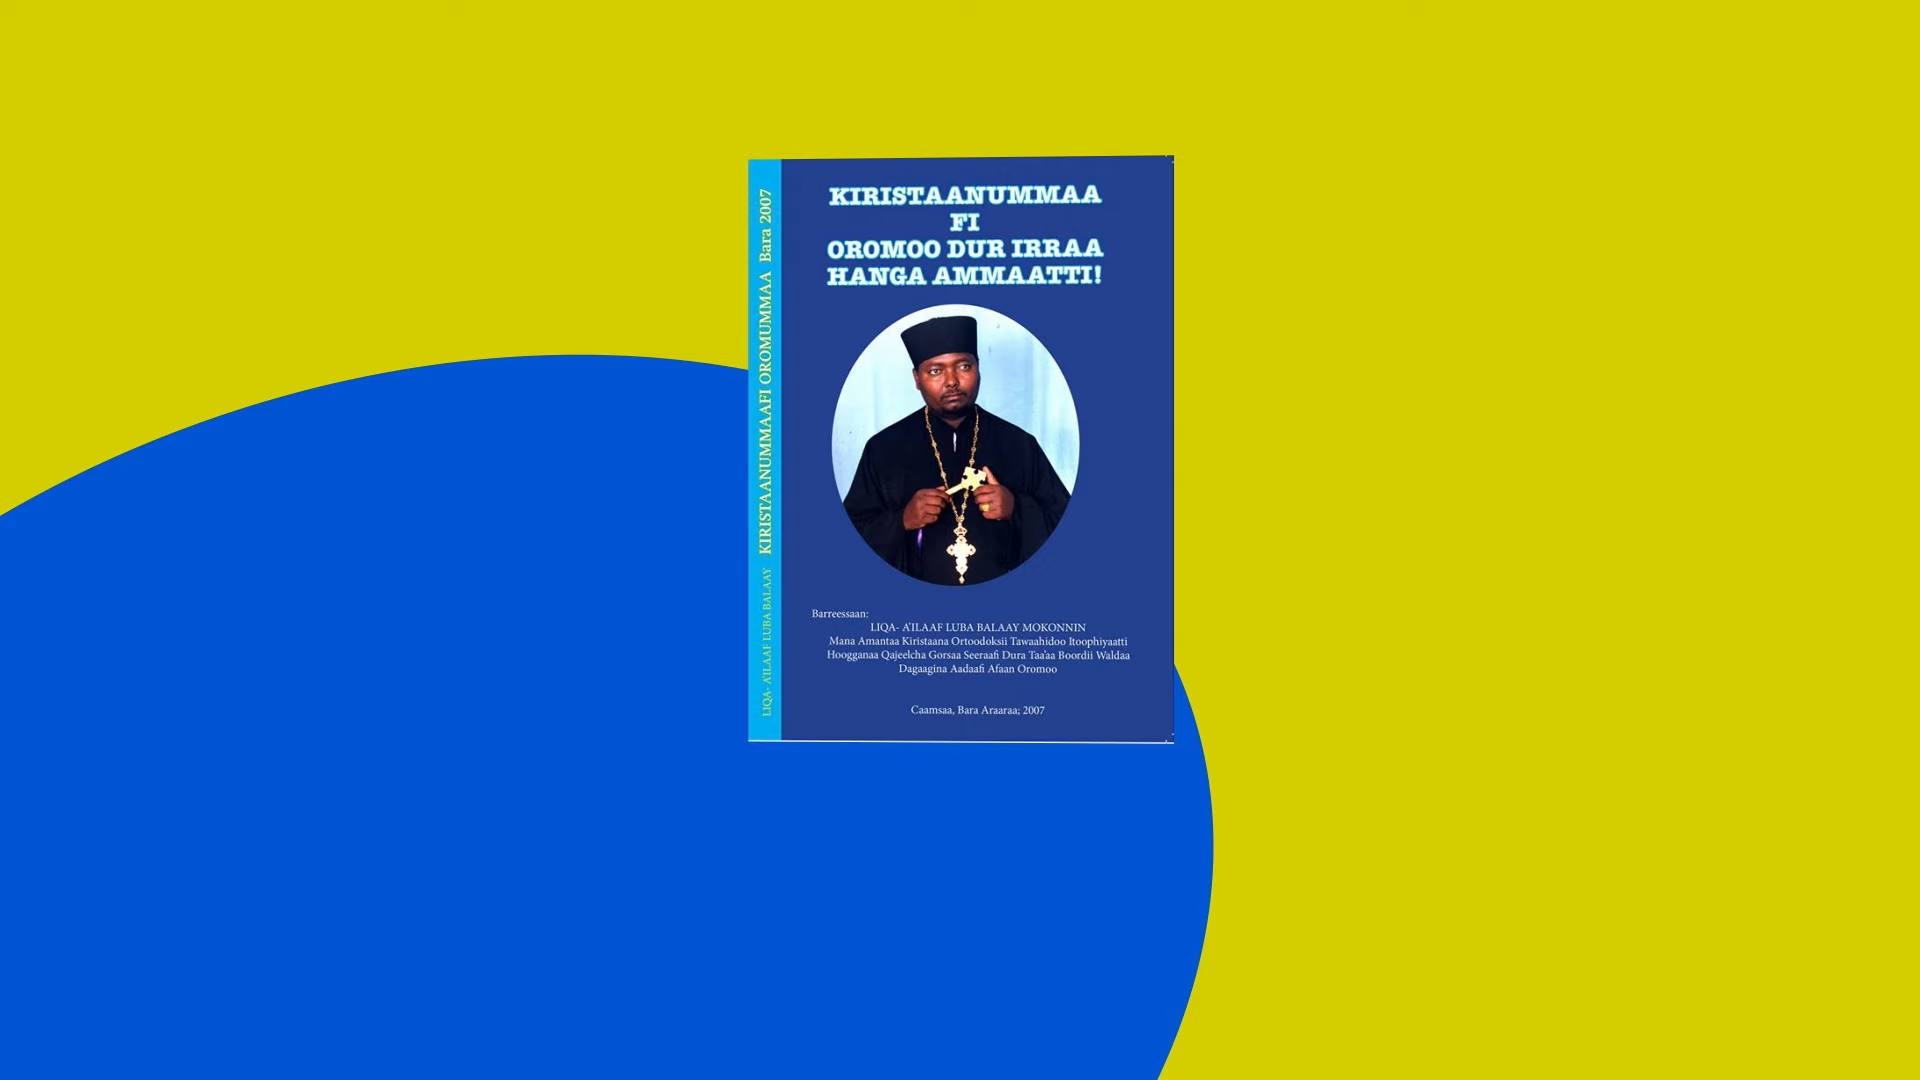 KIRISTAANUMMAA
FI
OROMOO DUR IRRAA
HANGA AMMAATTI!
Barreessaan:
LIQA- A'ILAAF LUBA BALAAY MOKONNIN
Mana Amantaa Kiristaana Ortoodoksii Tawaahidoo Itoophiyaatti
Hoogganaa Qajeelcha Gorsaa Seeraafi Dura Taa'aa Boordii Waldaa
Dagaagina Aadaafi Afaan Oromoo
Caamsaa, Bara Araaraa; 2007
LIQA- A'ILAAF LUBA BALAAY KIRISTAANUMMAAFI OROMUMMAA Bara 2007